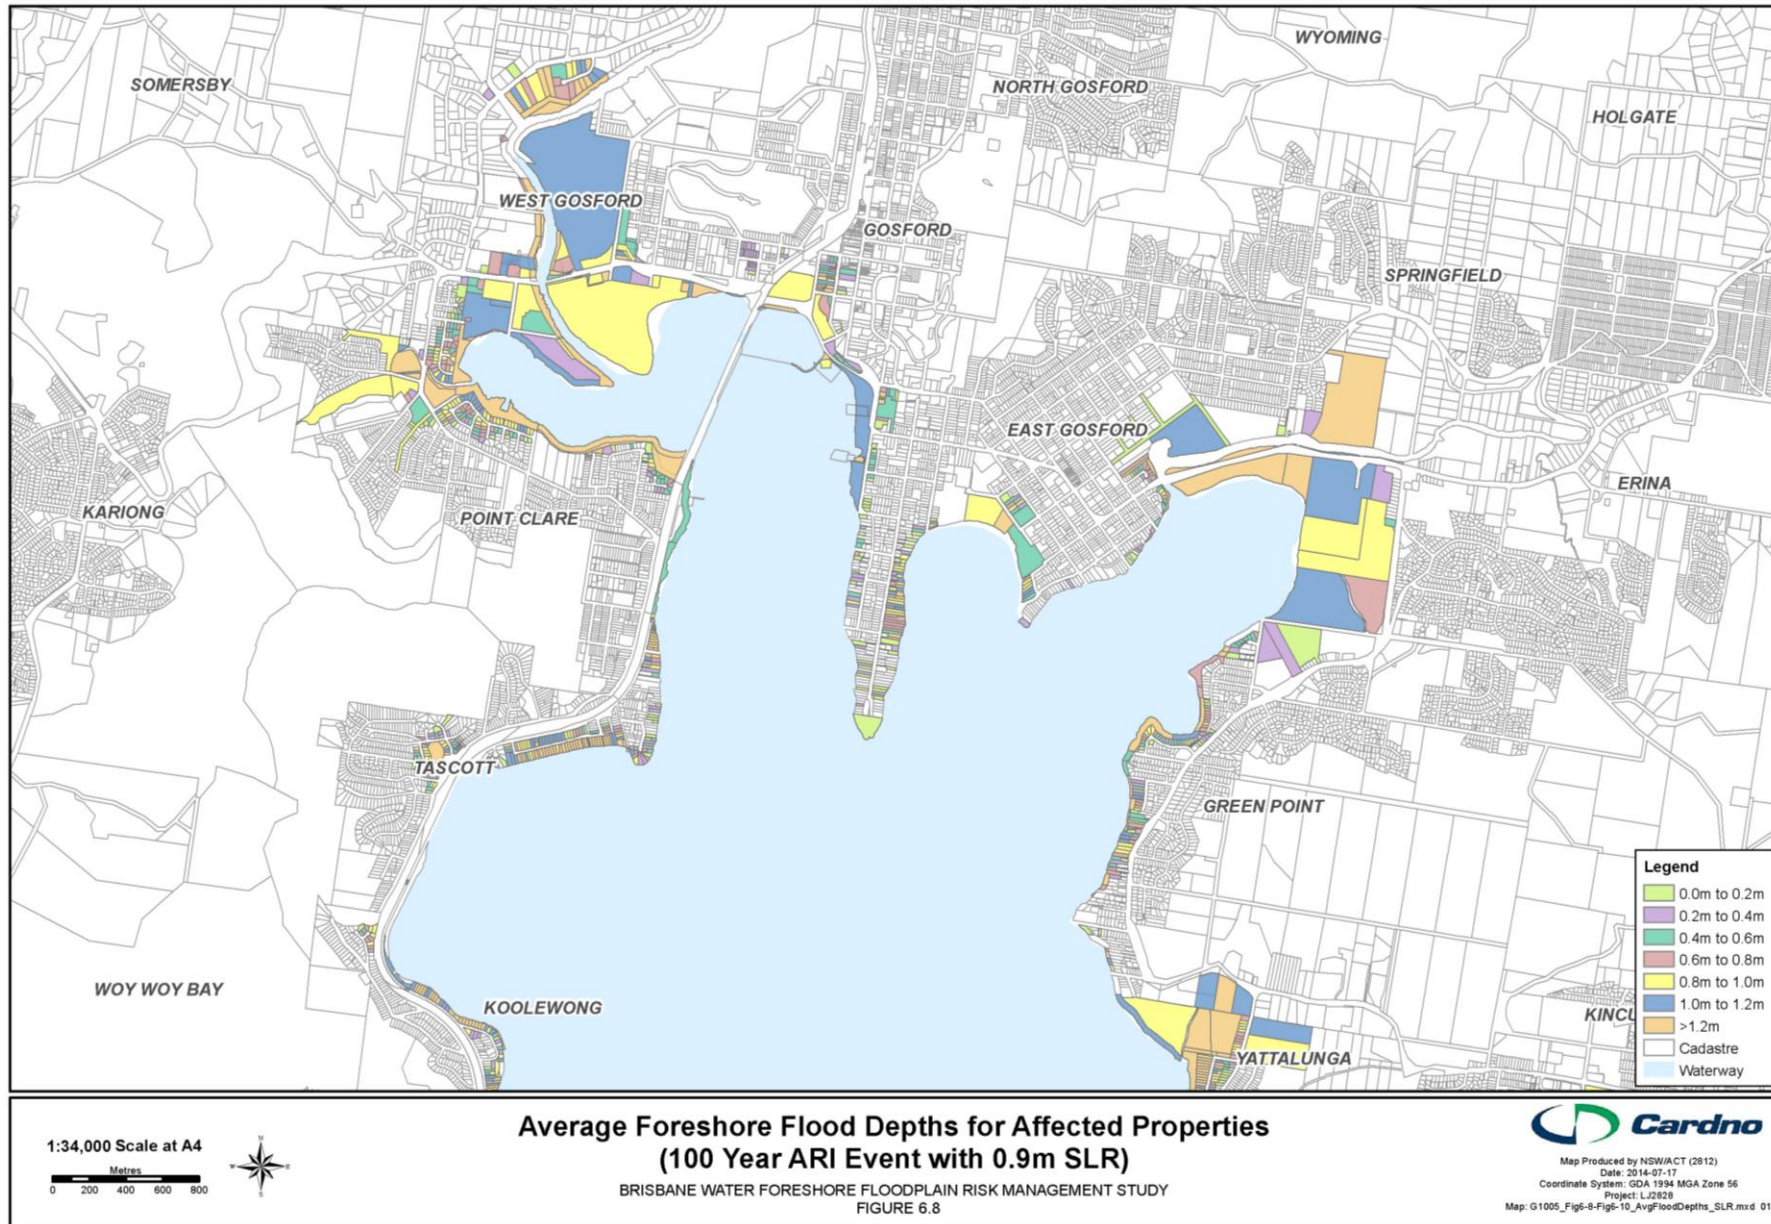 WYOMING
SOMERSBY
NORTH GOSFORD
HOLGATE
WEST GOSFORD
GOSFORD
SPRINGFIELD
EAST GOSFORD
ERINA
KARIONG
POINT CLARE
TASCOTT
GREEN POINT
WOY WOY BAY
KOOLEWONG
KINCU
YATTALUNGA
Legend
0.0m to 0.2m
0.2m to 0.4m
0.4m to 0.6m
0.6m to 0.8m
0.8m to 1.0m
1.0m to 1.2m
>1.2m
Cadastre
Waterway
1:34,000 Scale at A4
Metres
0 200 400 600 800
N
W E
S
Average Foreshore Flood Depths for Affected Properties
(100 Year ARI Event with 0.9m SLR)
BRISBANE WATER FORESHORE FLOODPLAIN RISK MANAGEMENT STUDY
FIGURE 6.8
Cardno
Map Produced by NSW/ACT (2812)
Date: 2014-07-17
Coordinate System: GDA 1994 MGA Zone 56
Project: LJ2828
Map: G1005_Fig6-8-Fig6-10_AvgFloodDepths_SLR.mxd 01